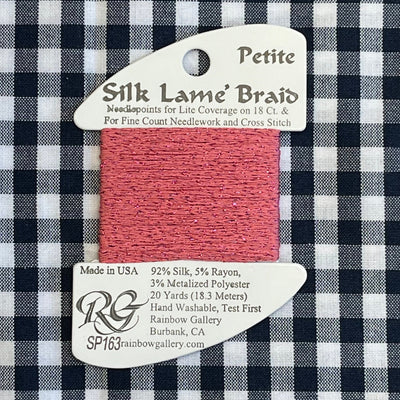 Petite
Silk Lame' Braid
Needlepoints for Lite Coverage on 18 Ct. &
For Fine Count Needlework and Cross Stitch
Made in USA
92% Silk, 5% Rayon,
3% Metalized Polyester
20 Yards (18.3 Meters)
Hand Washable, Test First
Rainbow Gallery
Burbank, CA
RG
SP163
rainbowgallery.com